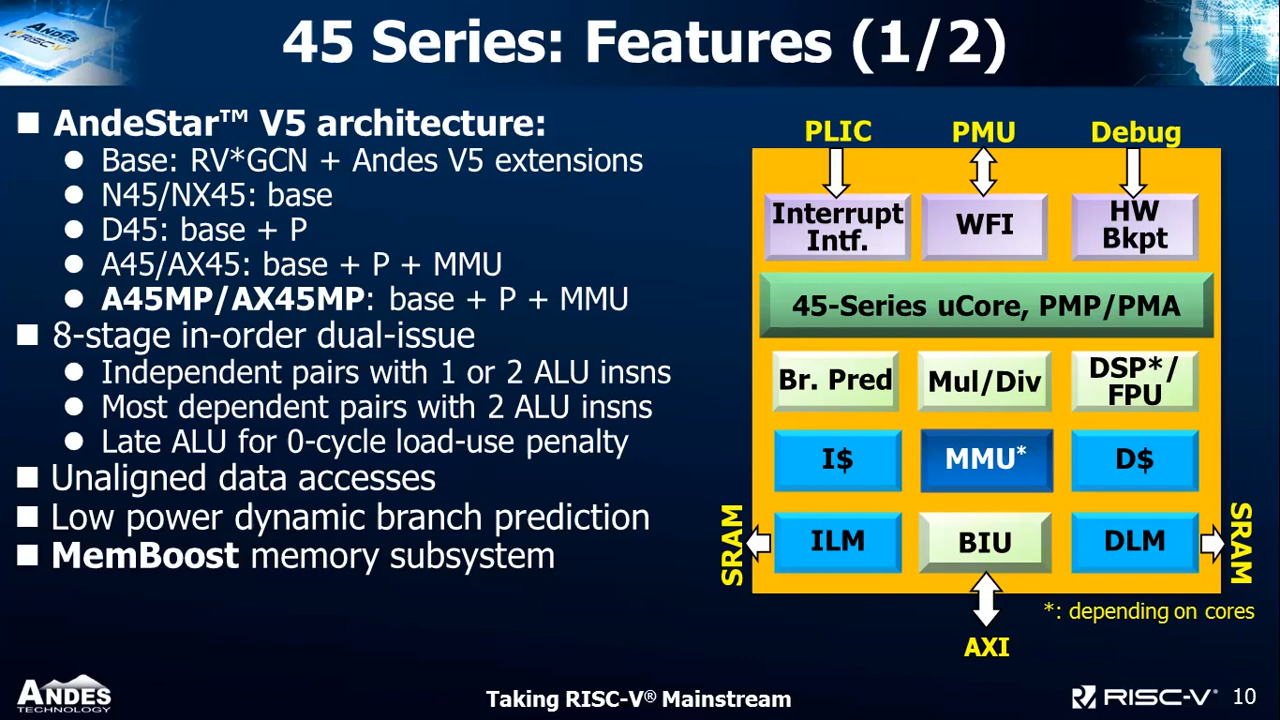 ANDES
RISC-V
45 Series: Features (1/2)
■ AndeStar™ V5 architecture:
● Base: RV*GCN + Andes V5 extensions
● N45/NX45: base
● D45: base + P
● A45/AX45: base + P + MMU
● A45MP/AX45MP: base + P + MMU
■ 8-stage in-order dual-issue
● Independent pairs with 1 or 2 ALU insns
● Most dependent pairs with 2 ALU insns
● Late ALU for 0-cycle load-use penalty
■ Unaligned data accesses
■ Low power dynamic branch prediction
■ MemBoost memory subsystem
PLIC
PMU
Debug
Interrupt
Intf.
WFI
HW
Bkpt
45-Series uCore, PMP/PMA
Br. Pred
Mul/Div
DSP*/
FPU
I$
MMU*
D$
SRAM
ILM
BIU
DLM
SRAM
*: depending on cores
AXI
ANDES
TECHNOLOGY
Taking RISC-V® Mainstream
RISC-V®
10